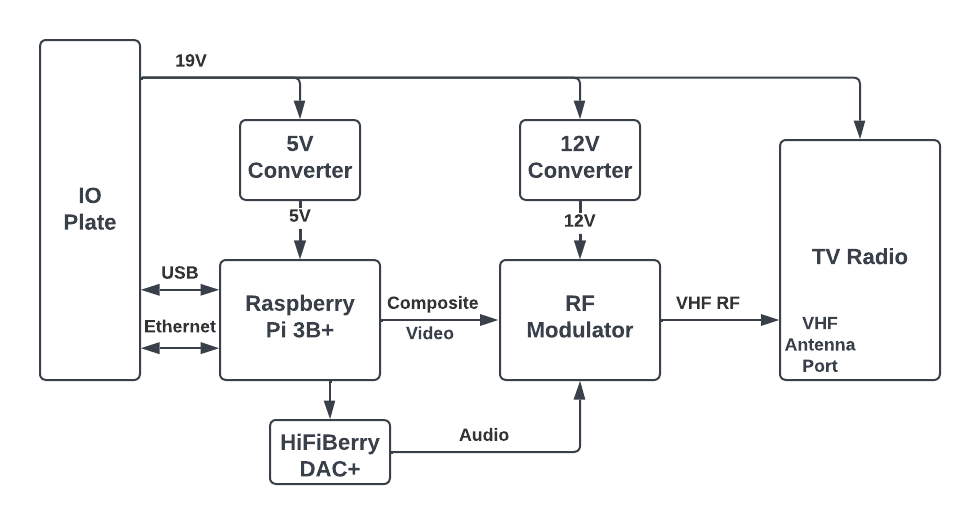 19V
IO
Plate
5V
Converter
12V
Converter
5V
12V
TV Radio
USB
Ethernet
Raspberry
Pi 3B+
Composite
Video
RF
Modulator
VHF RF
VHF
Antenna
Port
HiFiBerry
DAC+
Audio